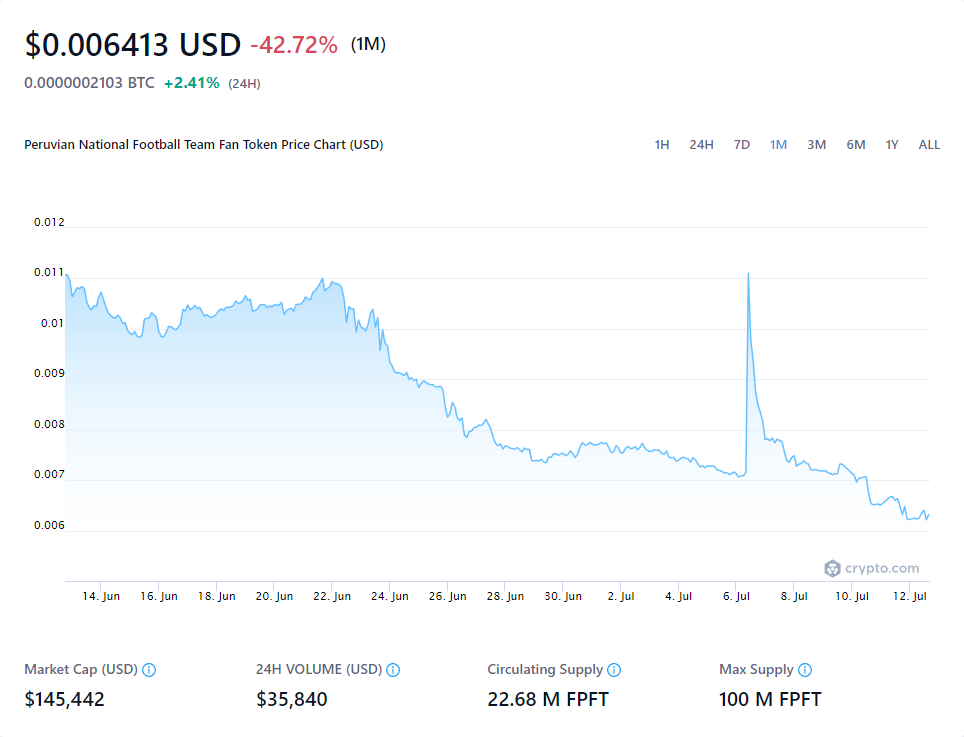 $0.006413 USD -42.72% (1M)
0.0000002103 BTC +2.41% (24H)
Peruvian National Football Team Fan Token Price Chart (USD) 1H 24H 7D 1M 3M 6M 1Y ALL
0.012
0.011
0.01
0.009
0.008
0.007
0.006
crypto.com
14. Jun 16. Jun 18. Jun 20. Jun 22. Jun 24. Jun 26. Jun 28. Jun 30. Jun 2. Jul 4. Jul 6. Jul 8. Jul 10. Jul 12. Jul
Market Cap (USD) 24H VOLUME (USD) Circulating Supply Max Supply
$145,442 $35,840 22.68 M FPFT 100 M FPFT